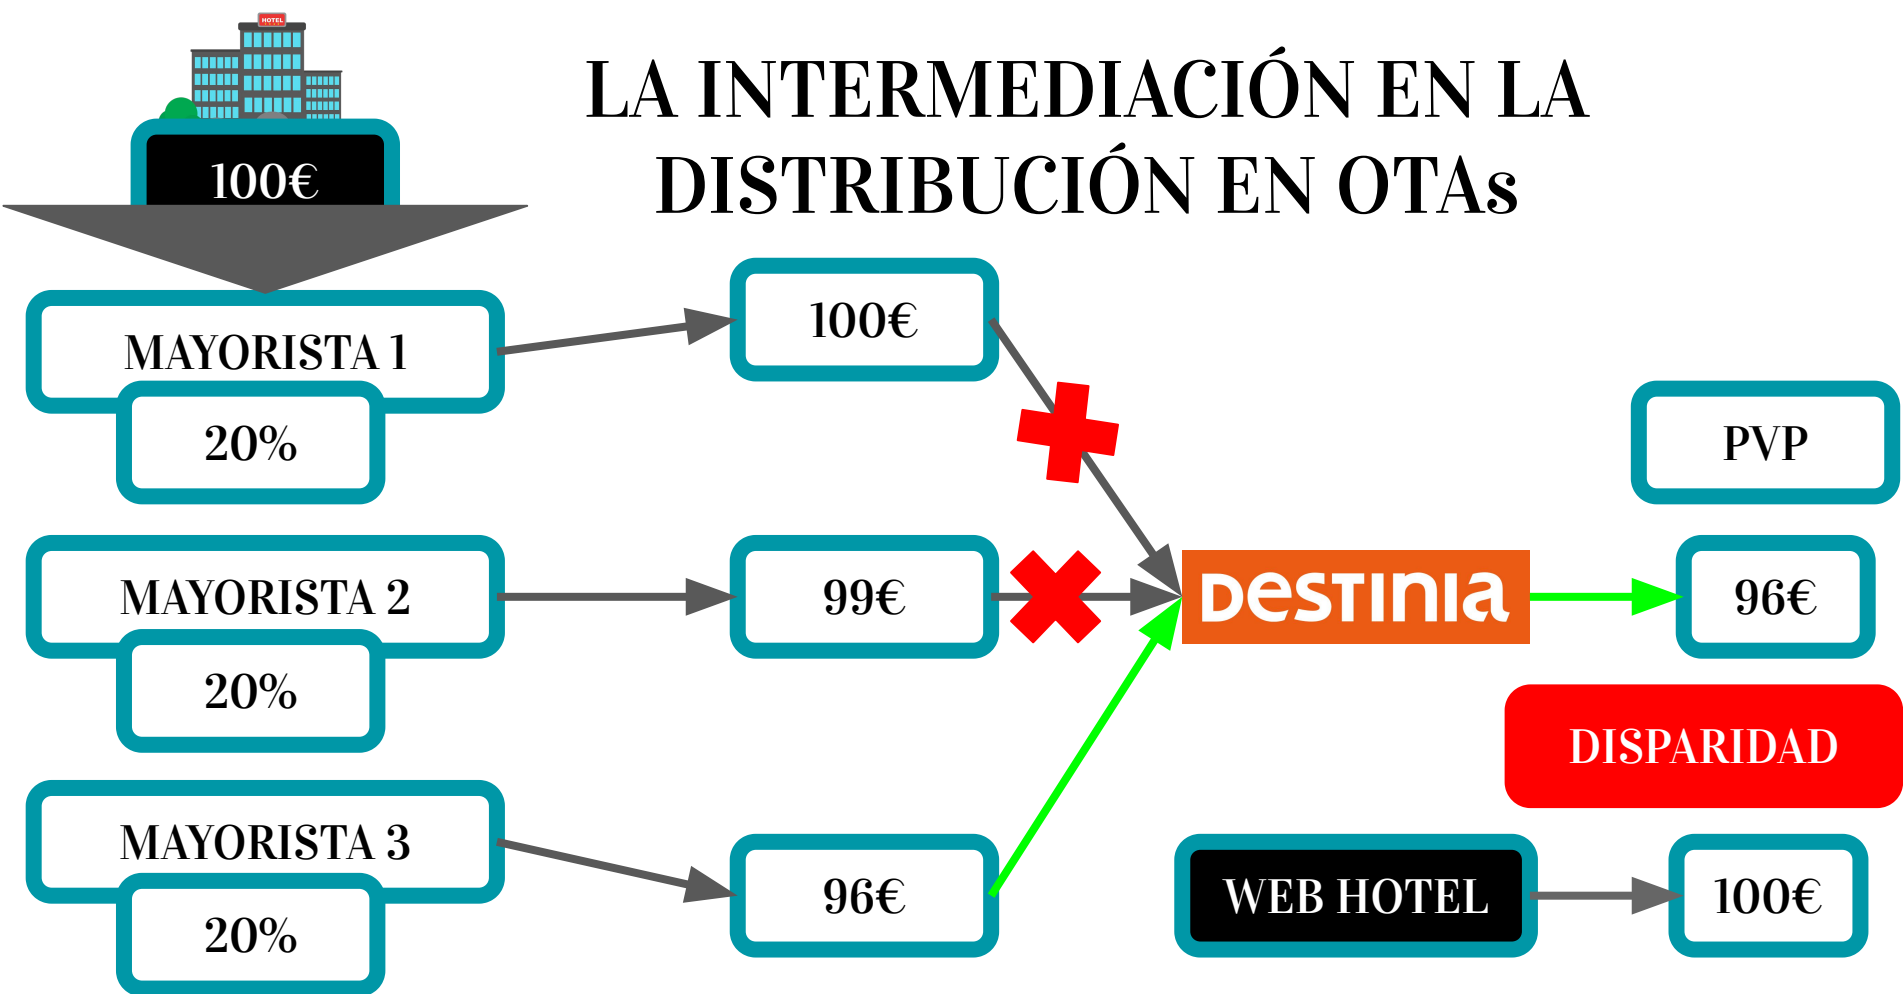 HOTEL
100€
LA INTERMEDIACIÓN EN LA
DISTRIBUCIÓN EN OTAs
MAYORISTA 1
20%
100€
PVP
MAYORISTA 2
20%
99€
DESTINIA
96€
DISPARIDAD
MAYORISTA 3
20%
96€
WEB HOTEL
100€